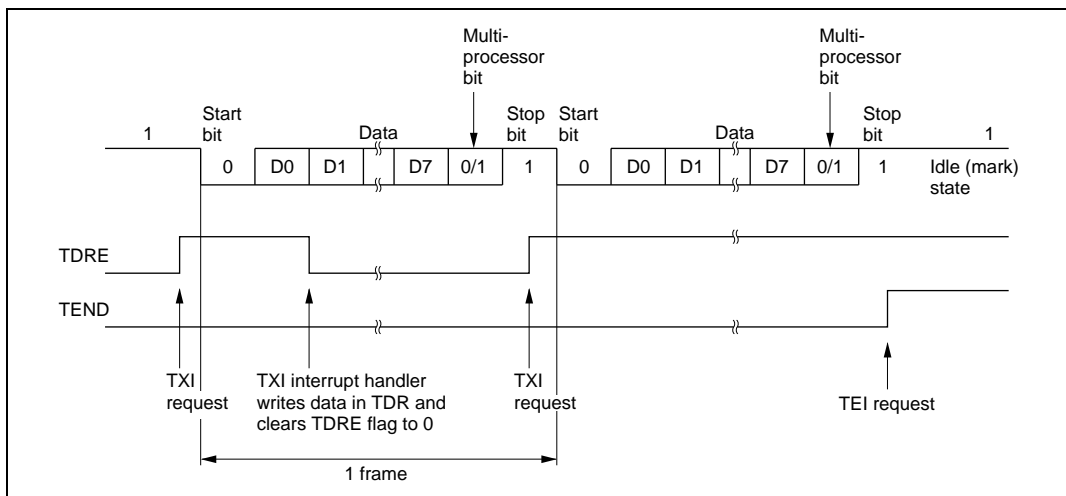 Multi-
processor
bit
Multi-
processor
bit
1
Start
bit
Data
Stop
bit
Start
bit
Data
Stop
bit
1
0 D0 D1 D7 0/1 1 0 D0 D1 D7 0/1 1 Idle (mark)
state
TDRE
TEND
TXI
request
TXI interrupt handler
writes data in TDR and
clears TDRE flag to 0
TXI
request
TEI request
1 frame